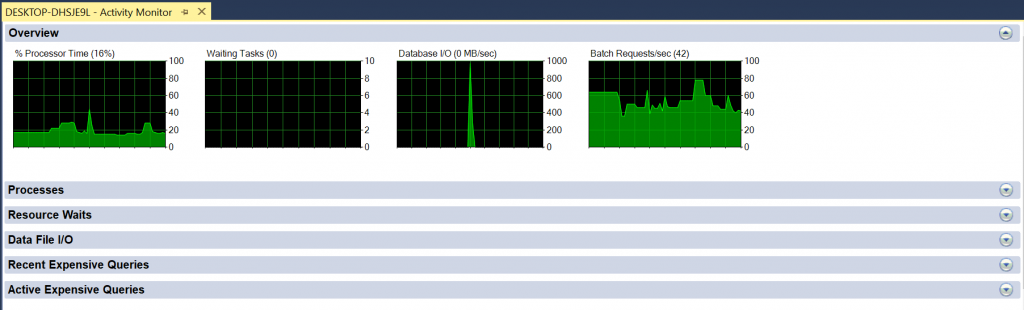 DESKTOP-DHSJE9L - Activity Monitor
Overview
% Processor Time (16%)
100
80
60
40
20
0
Waiting Tasks (0)
10
8
6
4
2
0
Database I/O (0 MB/sec)
1000
800
600
400
200
0
Batch Requests/sec (42)
100
80
60
40
20
0
Processes
Resource Waits
Data File I/O
Recent Expensive Queries
Active Expensive Queries